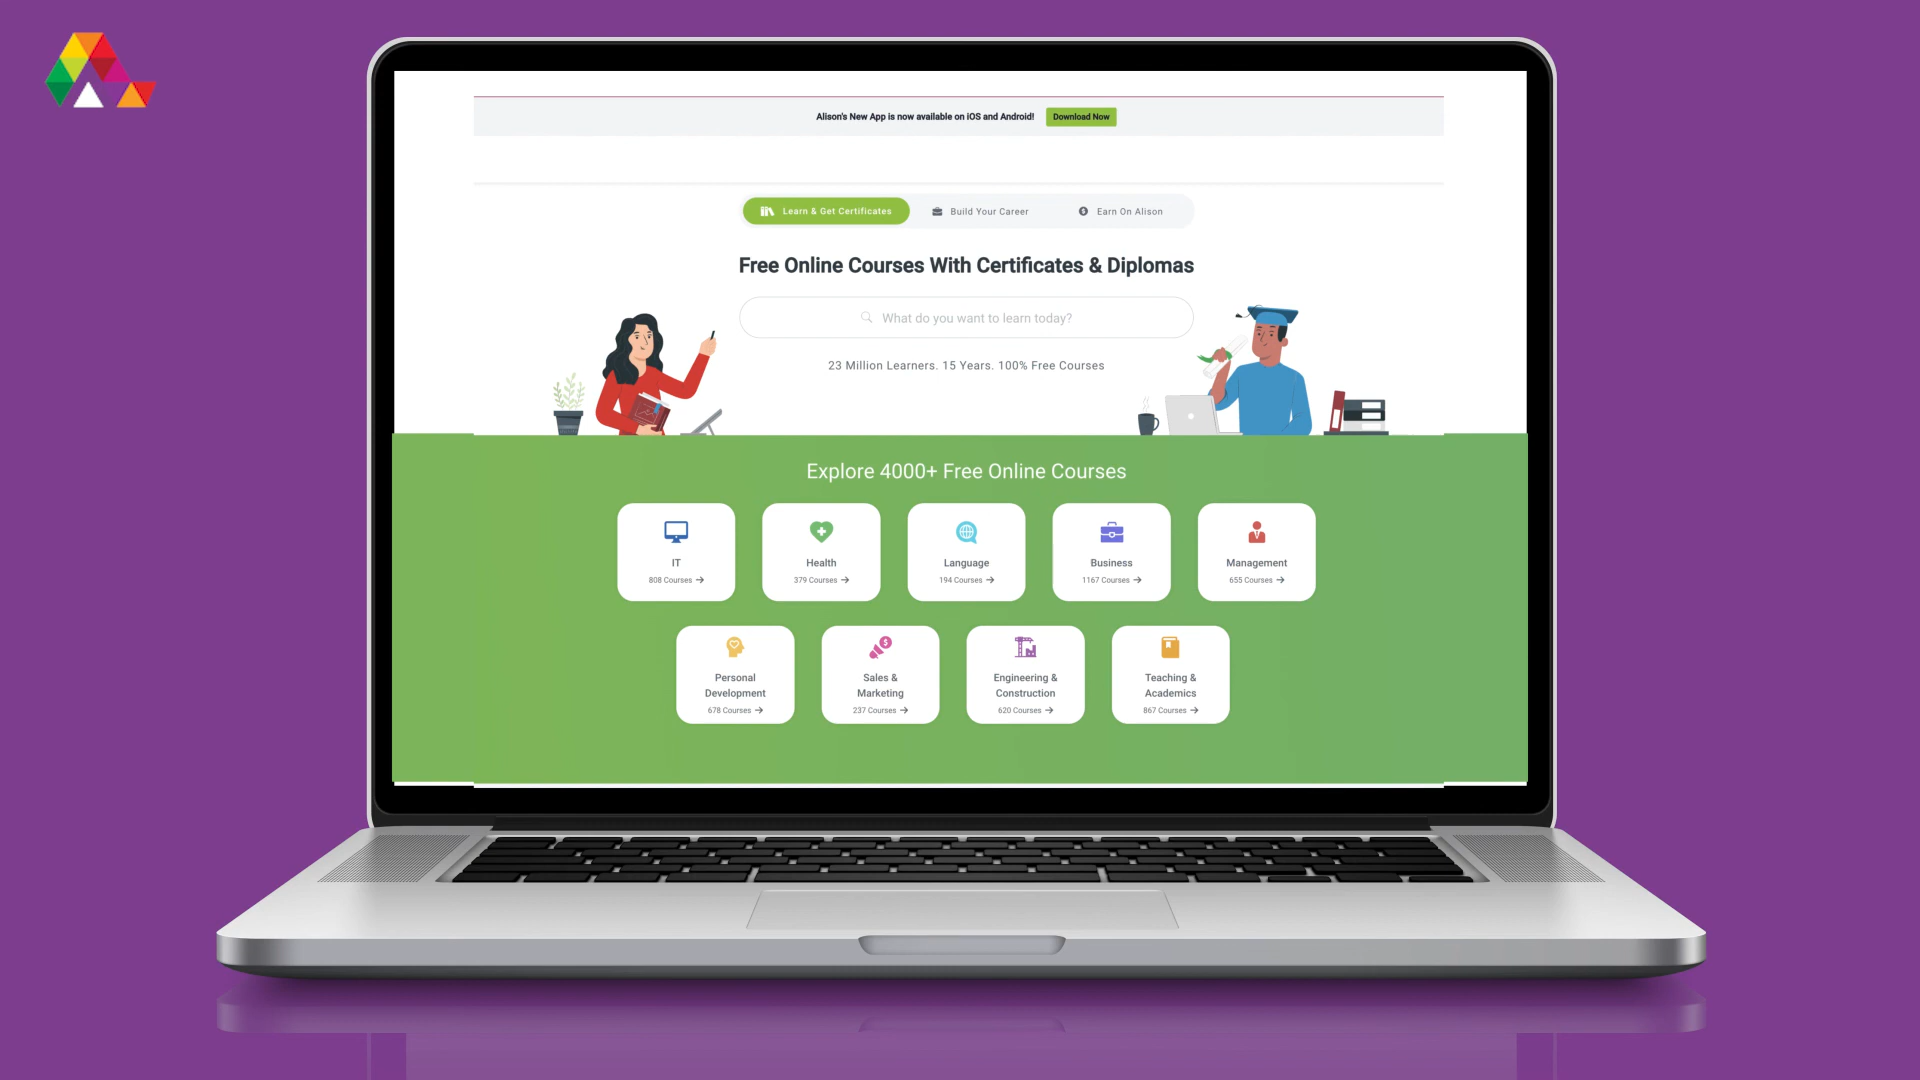 Alison's New App is now available on iOS and Android! Download Now
Learn & Get Certificates Build Your Career Earn On Alison
Free Online Courses With Certificates & Diplomas
What do you want to learn today?
23 Million Learners. 15 Years. 100% Free Courses
Explore 4000+ Free Online Courses
IT
808 Courses →
Health
379 Courses →
Language
194 Courses →
Business
1167 Courses →
Management
655 Courses →
Personal
Development
678 Courses →
Sales &
Marketing
237 Courses →
Engineering &
Construction
620 Courses →
Teaching &
Academics
867 Courses →